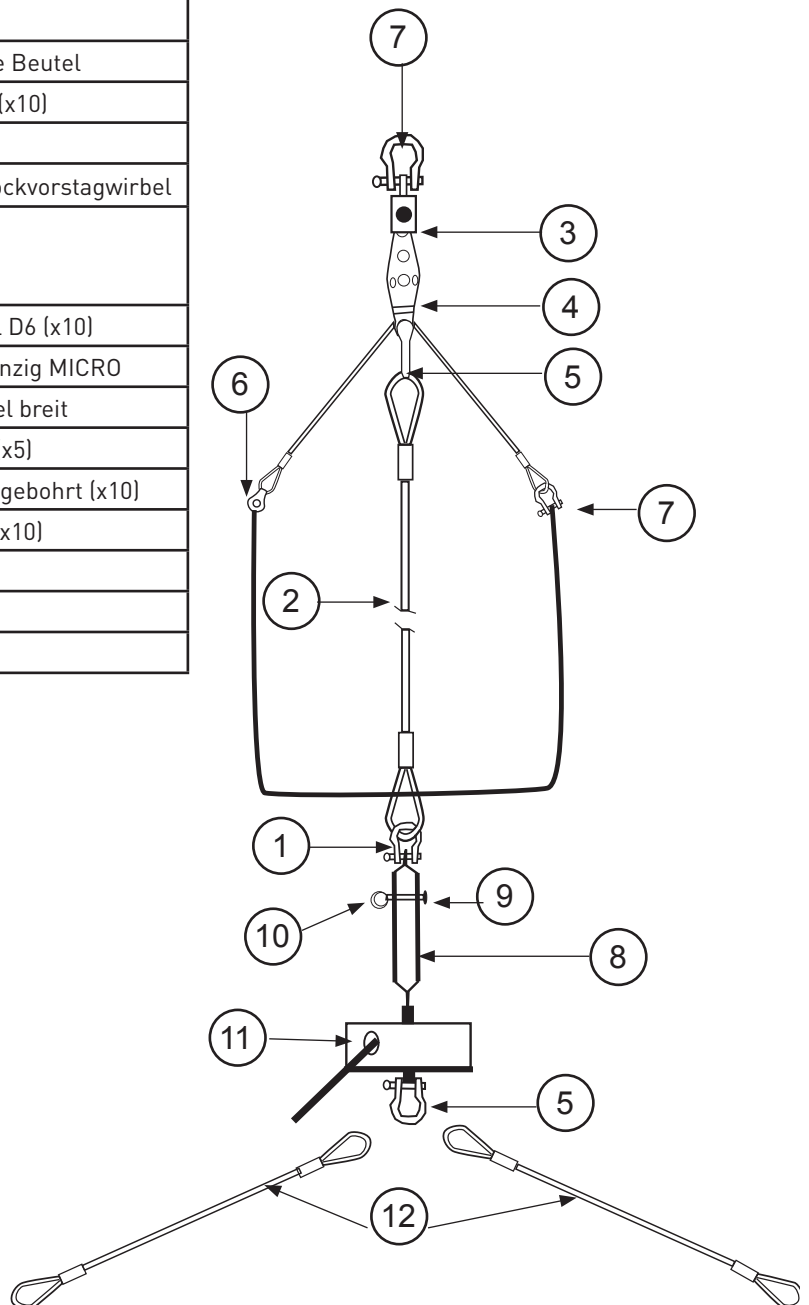 e Beutel
(x10)
ockvorstagwirbel
D6 (x10)
nzig MICRO
el breit
x5)
gebohrt (x10)
x10)
7
3
4
5
6
7
2
1
9
10
8
11
5
12